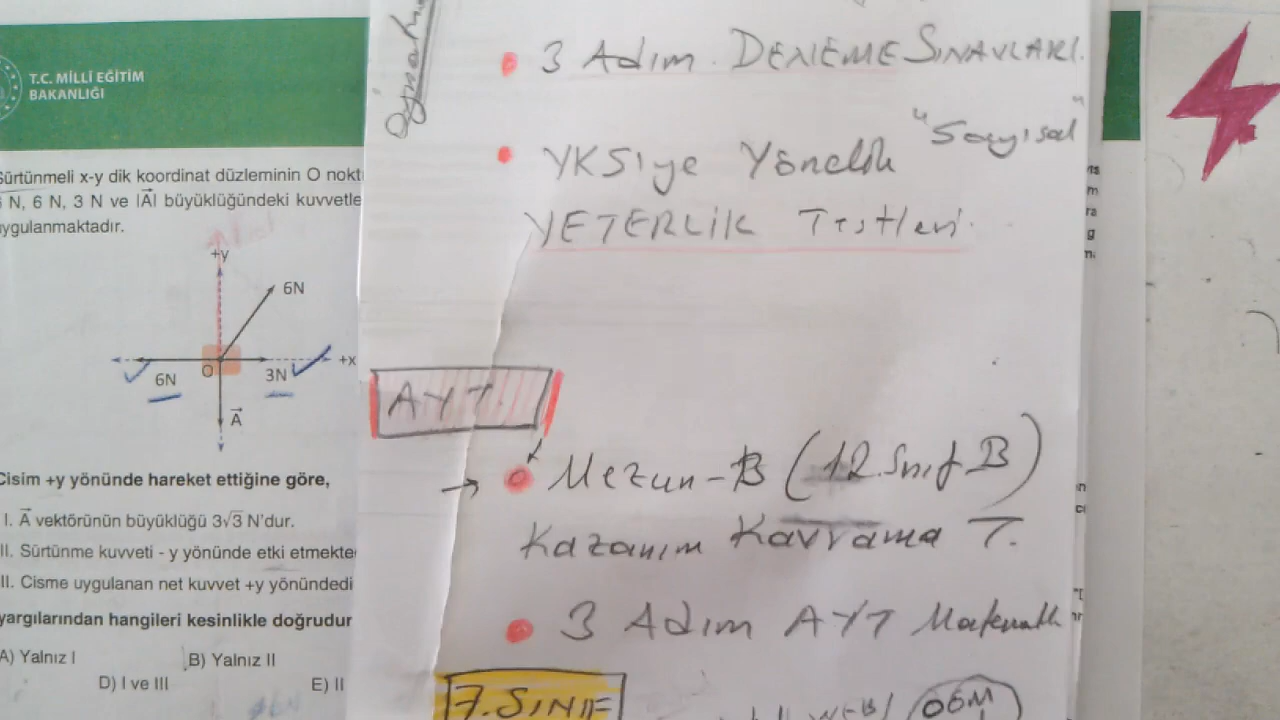 T.C. MİLLÎ EĞİTİM
BAKANLIĞI
Sürtünmeli x-y dik koordinat düzleminin O nokt
N, 6 N, 3 N ve |A| büyüklüğündeki kuvvetle
uygulanmaktadır.
+y
6N
O
+x
6N
3N
A
Cisim +y yönünde hareket ettiğine göre,
I. A vektörünün büyüklüğü 3√3 N'dur.
II. Sürtünme kuvveti - y yönünde etki etmekte
II. Cisme uygulanan net kuvvet +y yönündedi
yargılarından hangileri kesinlikle doğrudur
A) Yalnız I
B) Yalnız II
D) I ve III
E) II
3 Adım DENEME SINAVLARI.
YKS'ye Yönelik "Sayısal"
YETERLİK Testleri.
AYT
Mezun-B (12.Sınıf B)
Kazanım Kavrama T.
3 Adım AYT Matematik
7.SINIF
WEB/ OGM